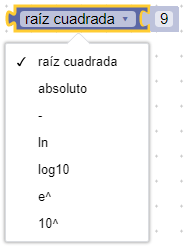 raíz cuadrada ▾ 9
✓ raíz cuadrada
absoluto
-
ln
log10
e^
10^